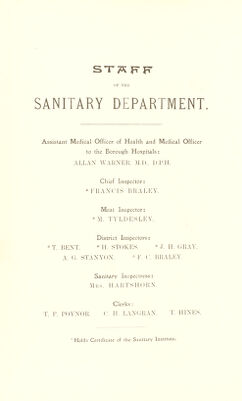 STAFF
OF THE
SANITARY DEPARTMENT.
Assistant Medical Officer of Health and Medical Officer
to the Borough Hospitals:
ALLAN WARNER M.D. D.P.H.
Chief Inspector:
*FRANCIS BRALEY.
Meat Inspector:
*M. TYLDESLEY.
District Inspectors:
*T. BENT. *H. STOKES. *J. H. GRAY.
A. G. STANYON. *F. C. BRALEY.
Sanitary Inspectress:
MRS. HARTSHORN.
Clerks:
T. P. POYNOR. C. H. LANGRAN. T. HINES.
*Holds Certificate of the Sanitary Institute.